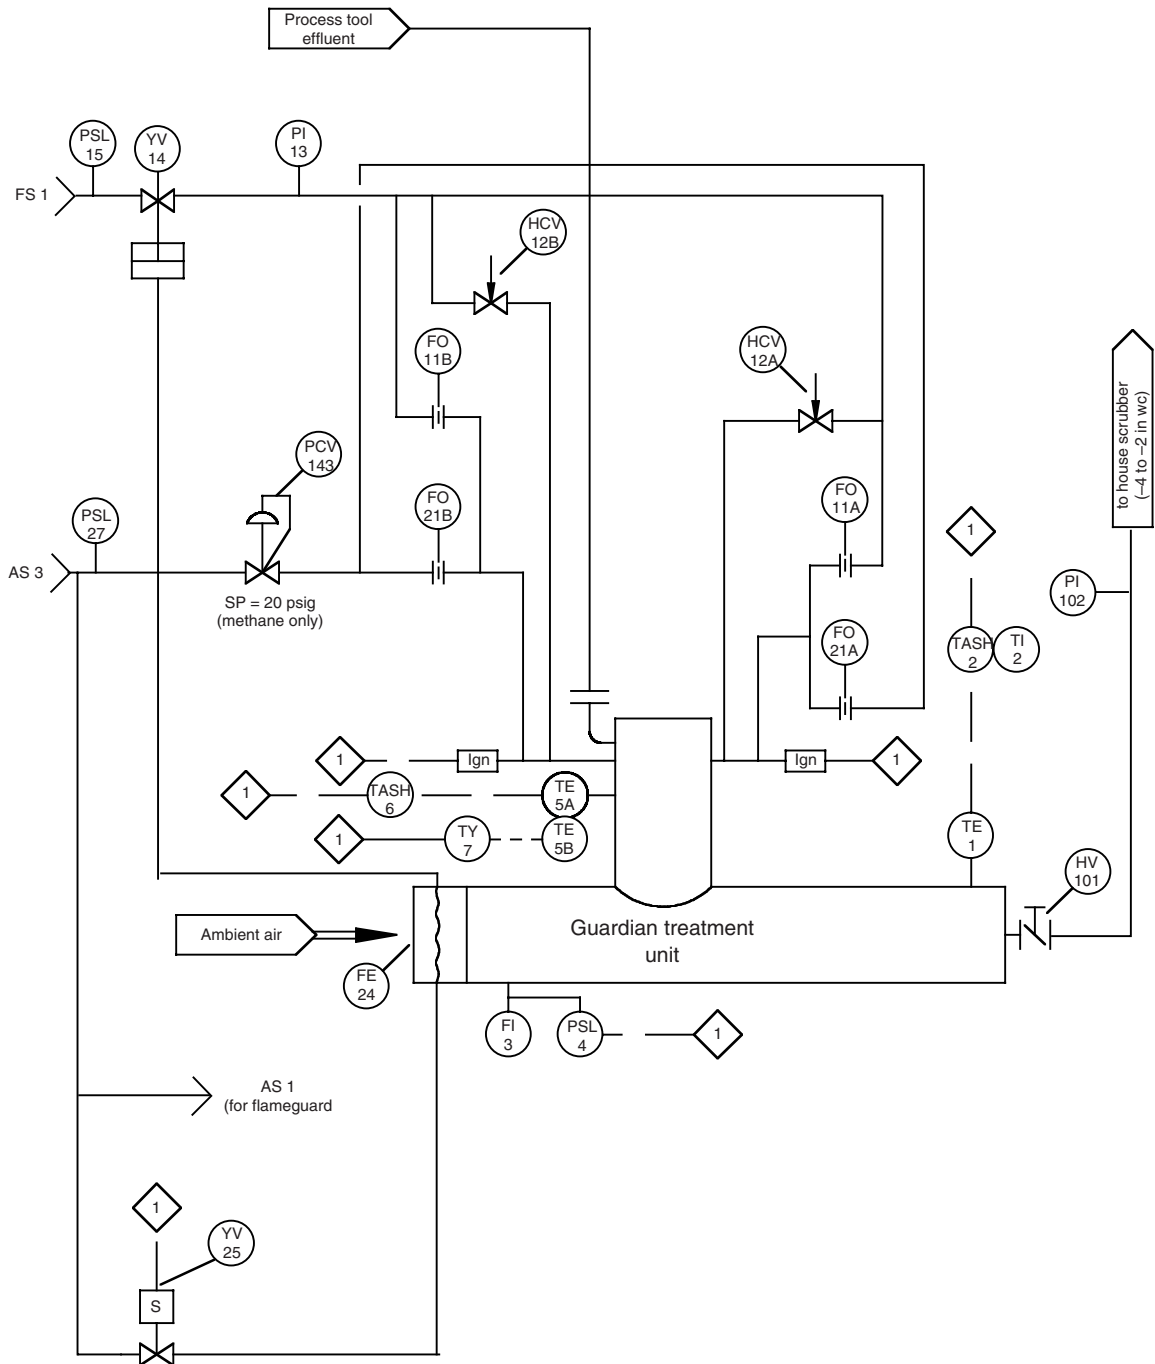 Process tool
effluent
PSL
15
YV
14
PI
13
FS 1
HCV
12B
FO
11B
HCV
12A
to house scrubber
(–4 to –2 in wc)
PCV
143
FO
21B
FO
11A
PSL
27
1
AS 3
SP = 20 psig
(methane only)
PI
102
FO
21A
TASH
2
TI
2
1
Ign
Ign
1
1
TASH
6
TE
5A
1
TY
7
TE
5B
TE
1
HV
101
Ambient air
Guardian treatment
unit
FE
24
FI
3
PSL
4
1
AS 1
(for flameguard
1
YV
25
S